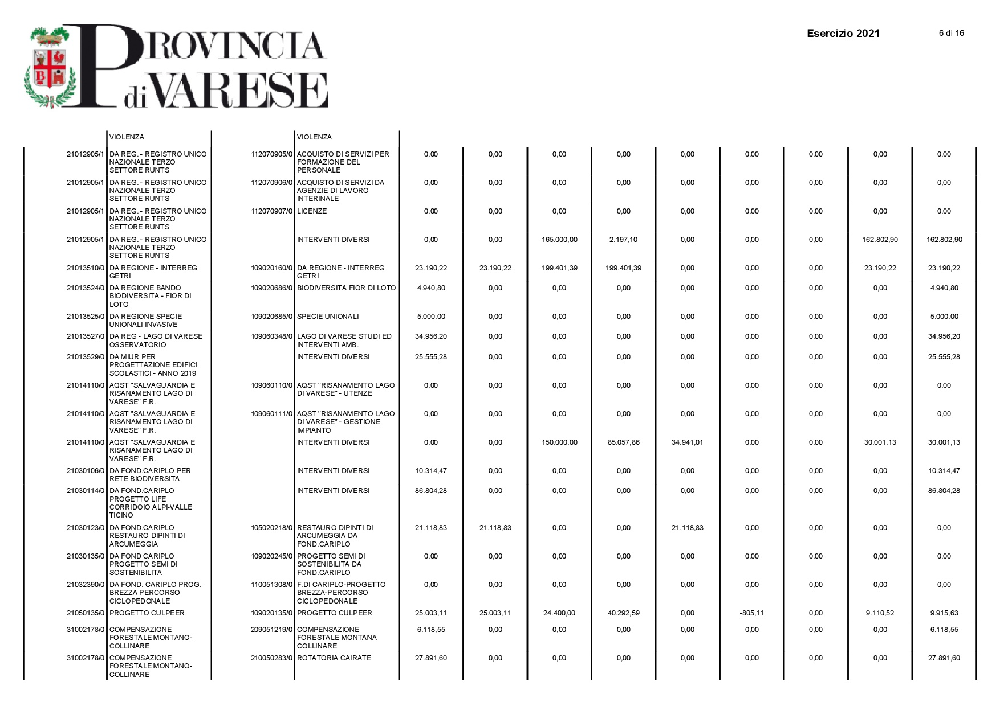 PROVINCIA
di VARESE
B
Esercizio 2021 6 di 16
VIOLENZA VIOLENZA
21012905/1 DA REG. - REGISTRO UNICO 112070905/0 ACQUISTO DI SERVIZI PER 0,00 0,00 0,00 0,00 0,00 0,00 0,00 0,00 0,00
NAZIONALE TERZO FORMAZIONE DEL
SETTORE RUNTS PERSONALE
21012905/1 DA REG. - REGISTRO UNICO 112070906/0 ACQUISTO DI SERVIZI DA 0,00 0,00 0,00 0,00 0,00 0,00 0,00 0,00 0,00
NAZIONALE TERZO AGENZIE DI LAVORO
SETTORE RUNTS INTERINALE
21012905/1 DA REG. - REGISTRO UNICO 112070907/0 LICENZE 0,00 0,00 0,00 0,00 0,00 0,00 0,00 0,00 0,00
NAZIONALE TERZO
SETTORE RUNTS
21012905/1 DA REG. - REGISTRO UNICO INTERVENTI DIVERSI 0,00 0,00 165.000,00 2.197,10 0,00 0,00 0,00 162.802,90 162.802,90
NAZIONALE TERZO
SETTORE RUNTS
21013510/0 DA REGIONE - INTERREG 109020160/0 DA REGIONE - INTERREG 23.190,22 23.190,22 199.401,39 199.401,39 0,00 0,00 0,00 23.190,22 23.190,22
GETRI GETRI
21013524/0 DA REGIONE BANDO 109020686/0 BIODIVERSITA FIOR DI LOTO 4.940,80 0,00 0,00 0,00 0,00 0,00 0,00 0,00 4.940,80
BIODIVERSITA - FIOR DI
LOTO
21013525/0 DA REGIONE SPECIE 109020685/0 SPECIE UNIONALI 5.000,00 0,00 0,00 0,00 0,00 0,00 0,00 0,00 5.000,00
UNIONALI INVASIVE
21013527/0 DA REG - LAGO DI VARESE 109060348/0 LAGO DI VARESE STUDI ED 34.956,20 0,00 0,00 0,00 0,00 0,00 0,00 0,00 34.956,20
OSSERVATORIO INTERVENTI AMB.
21013529/0 DA MIUR PER INTERVENTI DIVERSI 25.555,28 0,00 0,00 0,00 0,00 0,00 0,00 0,00 25.555,28
PROGETTAZIONE EDIFICI
SCOLASTICI - ANNO 2019
21014110/0 AQST "SALVAGUARDIA E 109060110/0 AQST "RISANAMENTO LAGO 0,00 0,00 0,00 0,00 0,00 0,00 0,00 0,00 0,00
RISANAMENTO LAGO DI DI VARESE" - UTENZE
VARESE" F.R.
21014110/0 AQST "SALVAGUARDIA E 109060111/0 AQST "RISANAMENTO LAGO 0,00 0,00 0,00 0,00 0,00 0,00 0,00 0,00 0,00
RISANAMENTO LAGO DI DI VARESE" - GESTIONE
VARESE" F.R. IMPIANTO
21014110/0 AQST "SALVAGUARDIA E INTERVENTI DIVERSI 0,00 0,00 150.000,00 85.057,86 34.941,01 0,00 0,00 30.001,13 30.001,13
RISANAMENTO LAGO DI
VARESE" F.R.
21030106/0 DA FOND.CARIPLO PER INTERVENTI DIVERSI 10.314,47 0,00 0,00 0,00 0,00 0,00 0,00 0,00 10.314,47
RETE BIODIVERSITA
21030114/0 DA FOND.CARIPLO INTERVENTI DIVERSI 86.804,28 0,00 0,00 0,00 0,00 0,00 0,00 0,00 86.804,28
PROGETTO LIFE
CORRIDOIO ALPI-VALLE
TICINO
21030123/0 DA FOND.CARIPLO 105020218/0 RESTAURO DIPINTI DI 21.118,83 21.118,83 0,00 0,00 21.118,83 0,00 0,00 0,00 0,00
RESTAURO DIPINTI DI ARCUMEGGIA DA
ARCUMEGGIA FOND.CARIPLO
21030135/0 DA FOND CARIPLO 109020245/0 PROGETTO SEMI DI 0,00 0,00 0,00 0,00 0,00 0,00 0,00 0,00 0,00
PROGETTO SEMI DI SOSTENIBILITA DA
SOSTENIBILITA FOND.CARIPLO
21032390/0 DA FOND. CARIPLO PROG. 110051308/0 F.DI CARIPLO-PROGETTO 0,00 0,00 0,00 0,00 0,00 0,00 0,00 0,00 0,00
BREZZA PERCORSO BREZZA-PERCORSO
CICLOPEDONALE CICLOPEDONALE
21050135/0 PROGETTO CULPEER 109020135/0 PROGETTO CULPEER 25.003,11 25.003,11 24.400,00 40.292,59 0,00 -805,11 0,00 9.110,52 9.915,63
31002178/0 COMPENSAZIONE 209051219/0 COMPENSAZIONE 6.118,55 0,00 0,00 0,00 0,00 0,00 0,00 0,00 6.118,55
FORESTALE MONTANO- FORESTALE MONTANA
COLLINARE COLLINARE
31002178/0 COMPENSAZIONE 210050283/0 ROTATORIA CAIRATE 27.891,60 0,00 0,00 0,00 0,00 0,00 0,00 0,00 27.891,60
FORESTALE MONTANO-
COLLINARE